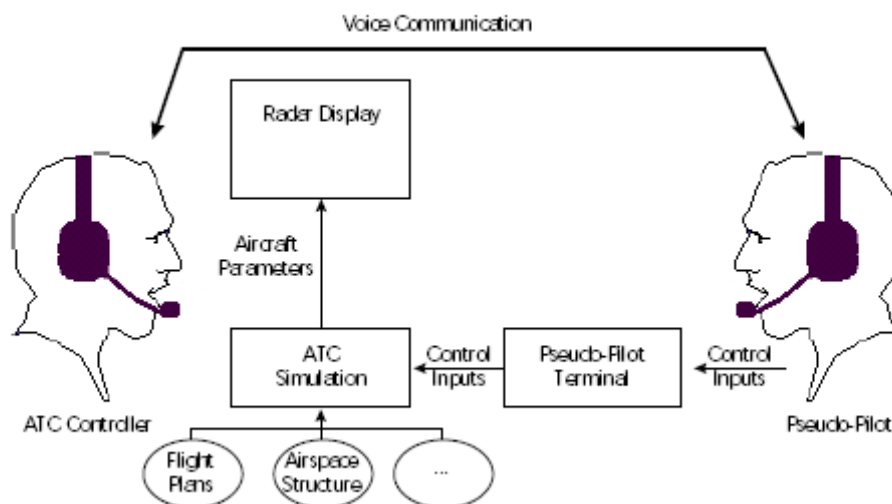 Voice Communication
Radar Display
Aircraft
Parameters
ATC
Simulation
Control
Inputs
Pseudo-Pilot
Terminal
Control
Inputs
ATC Controller
Pseudo-Pilot
Flight
Plans
Airspace
Structure
...